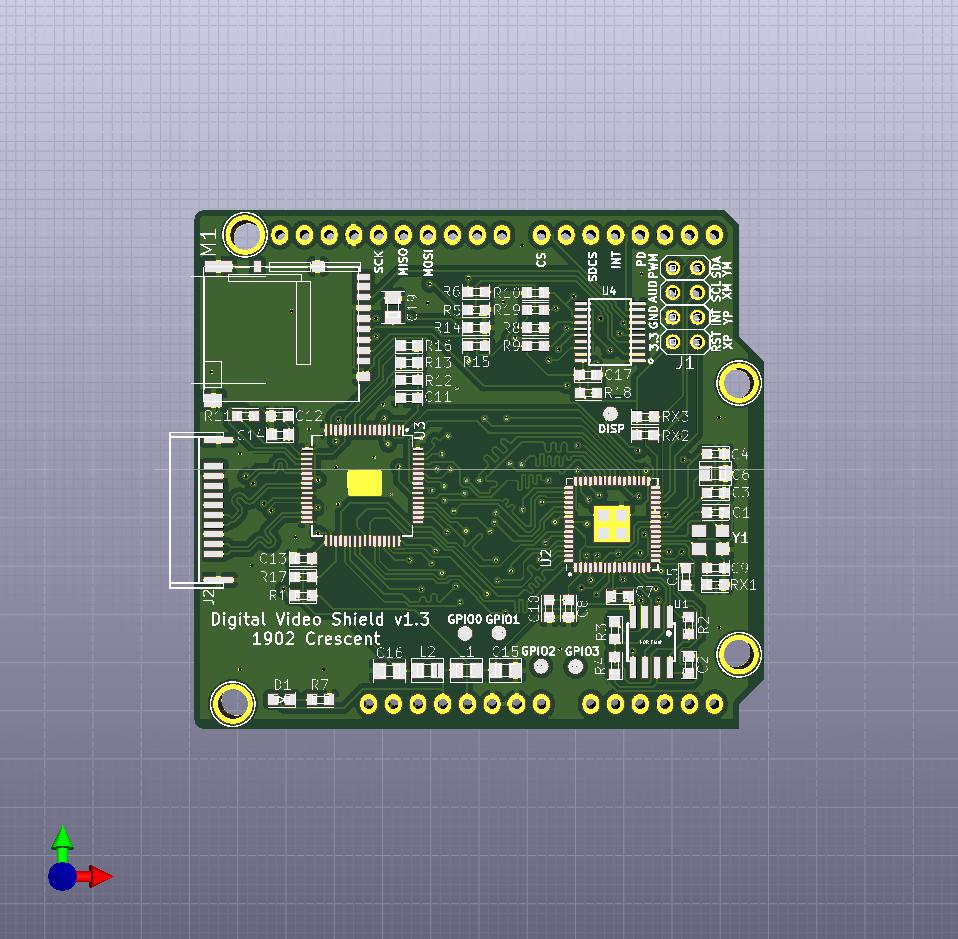 M1
SCK
MISO
MOSI
CS
SDCS
INT
PD
PWM
AUD
GND
3.3
SDA
SCL
INT
RST
YM
XM
YP
XP
J1
U4
R6
R10
C19
R5
R19
R14
R8
R15
R9
R16
R13
R12
C11
C17
R18
R11
C12
C14
U3
DISP
RX3
RX2
C4
C6
C3
C1
Y1
C9
RX1
C5
U2
J2
C13
R17
R1
C10
C8
C7
U1
R3
R2
R4
C2
Digital Video Shield v1.3
1902 Crescent
GPIO0 GPIO1
GPIO2 GPIO3
C16
L2
L1
C15
D1
R7